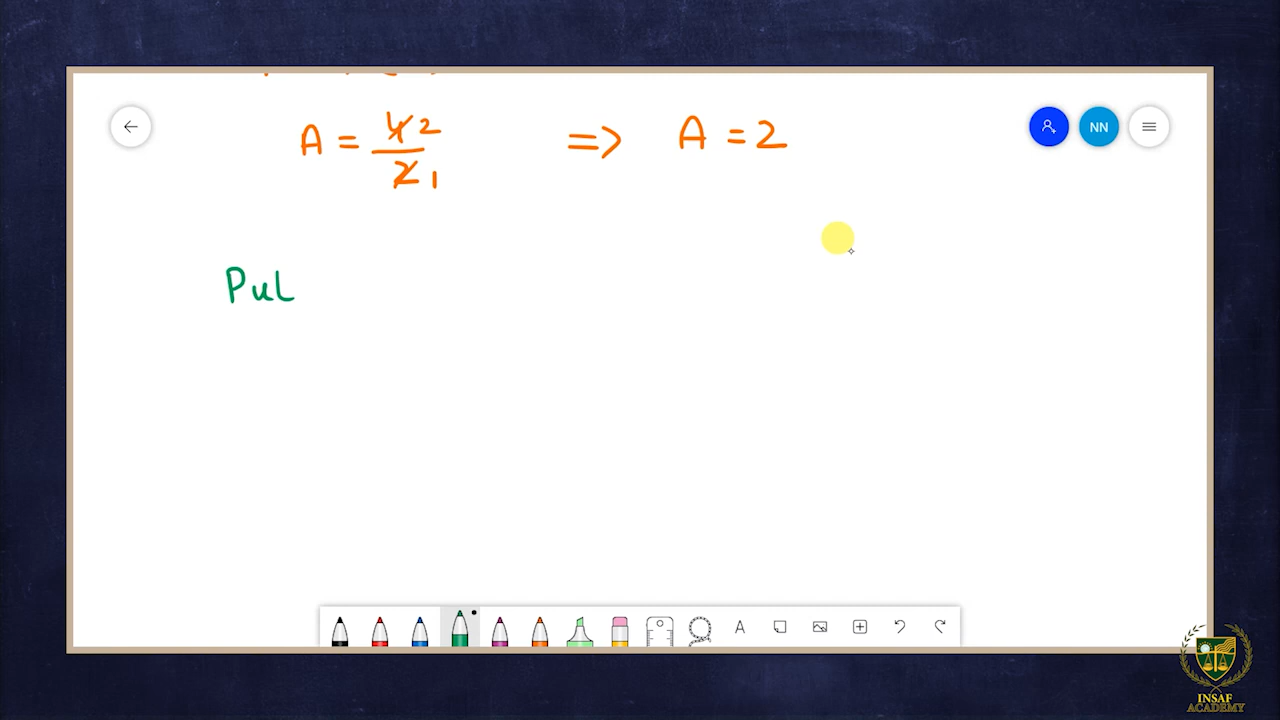 A = 4 2 / 2 1 => A = 2
NN
Pul
A
INSAF
ACADEMY